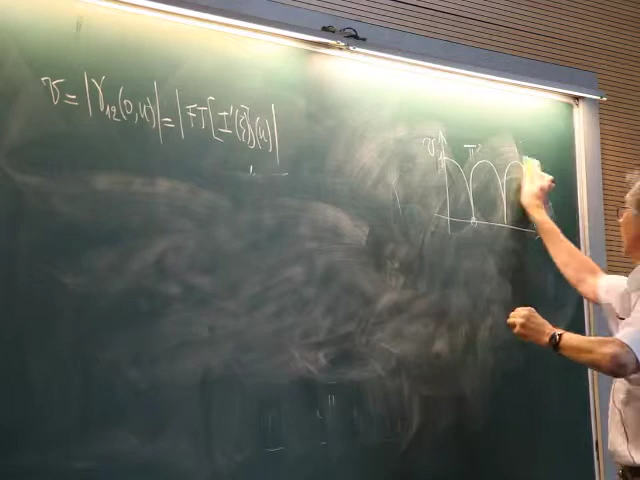 𝒱 = |γ₁₂(0,u)| = |FT[I'(ξ)](u)|
𝒱